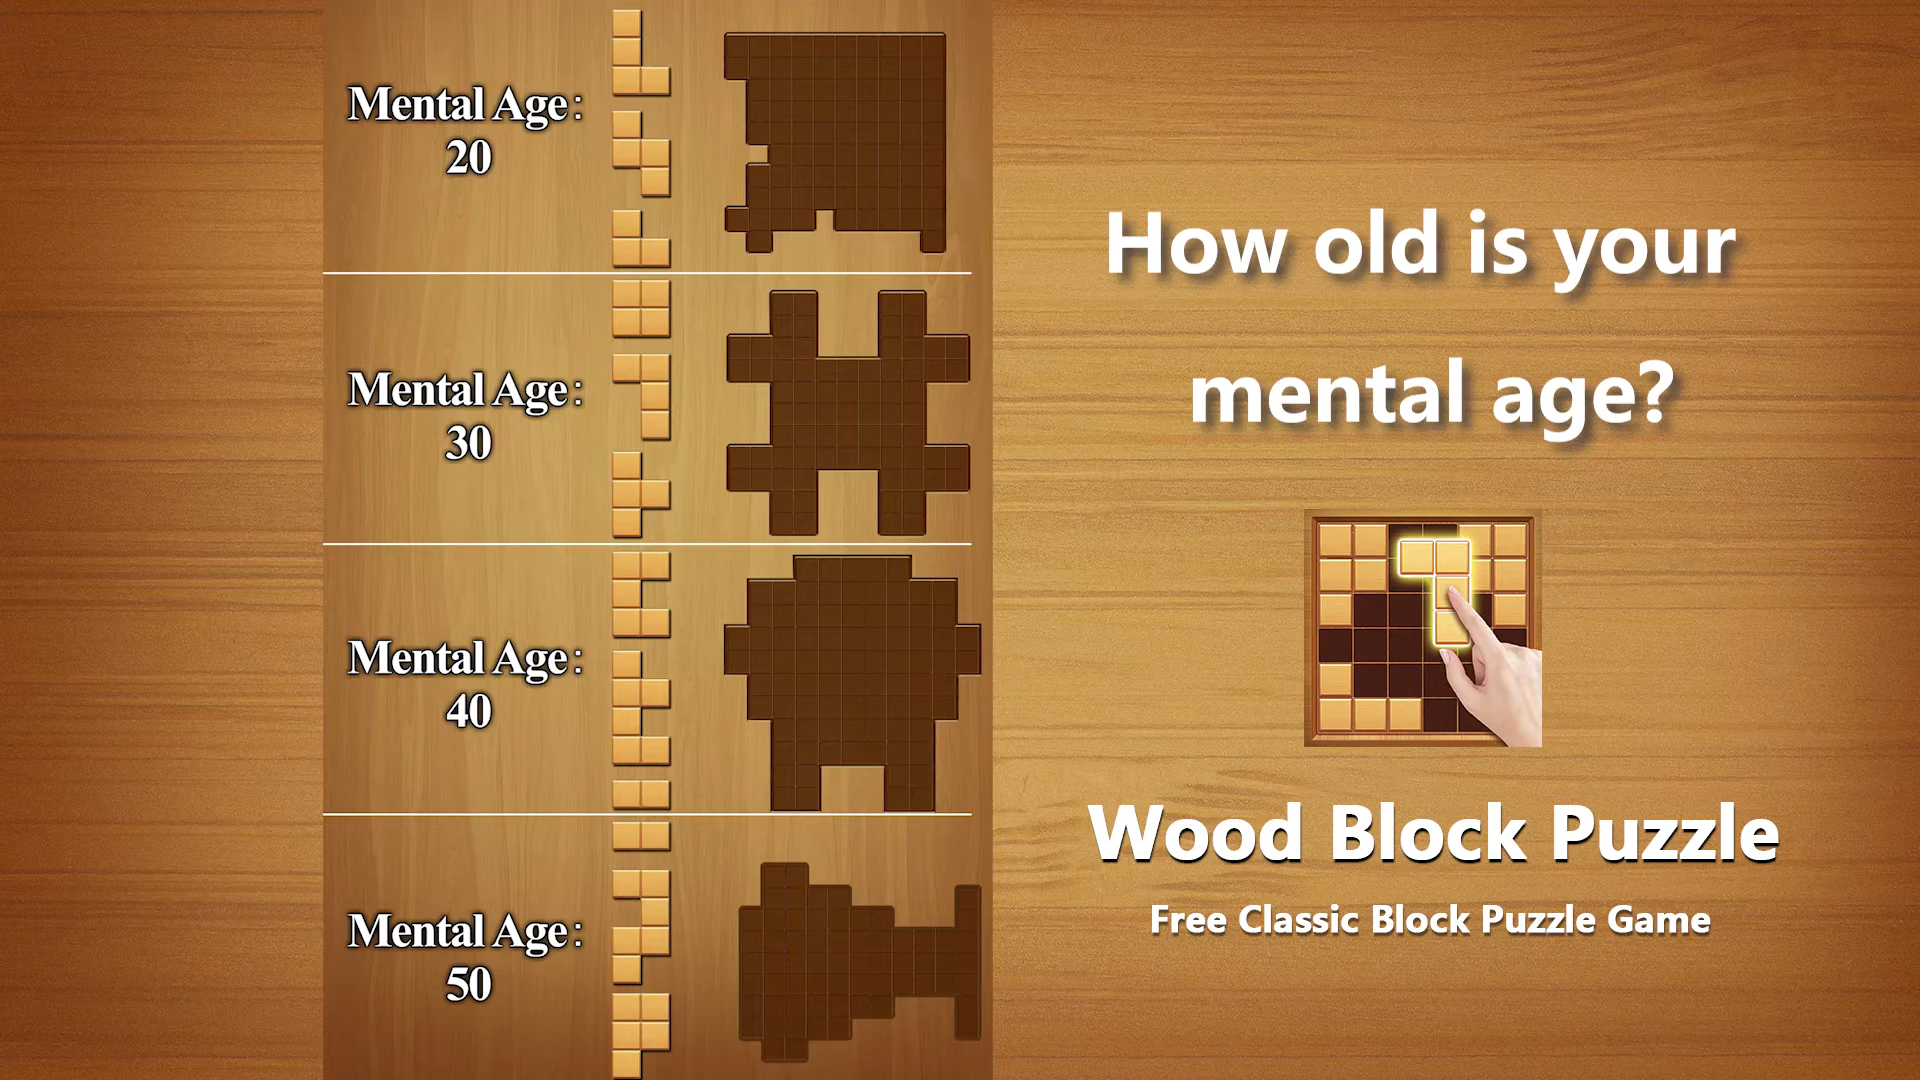 Mental Age:
20
Mental Age:
30
Mental Age:
40
Mental Age:
50
How old is your
mental age?
Wood Block Puzzle
Free Classic Block Puzzle Game